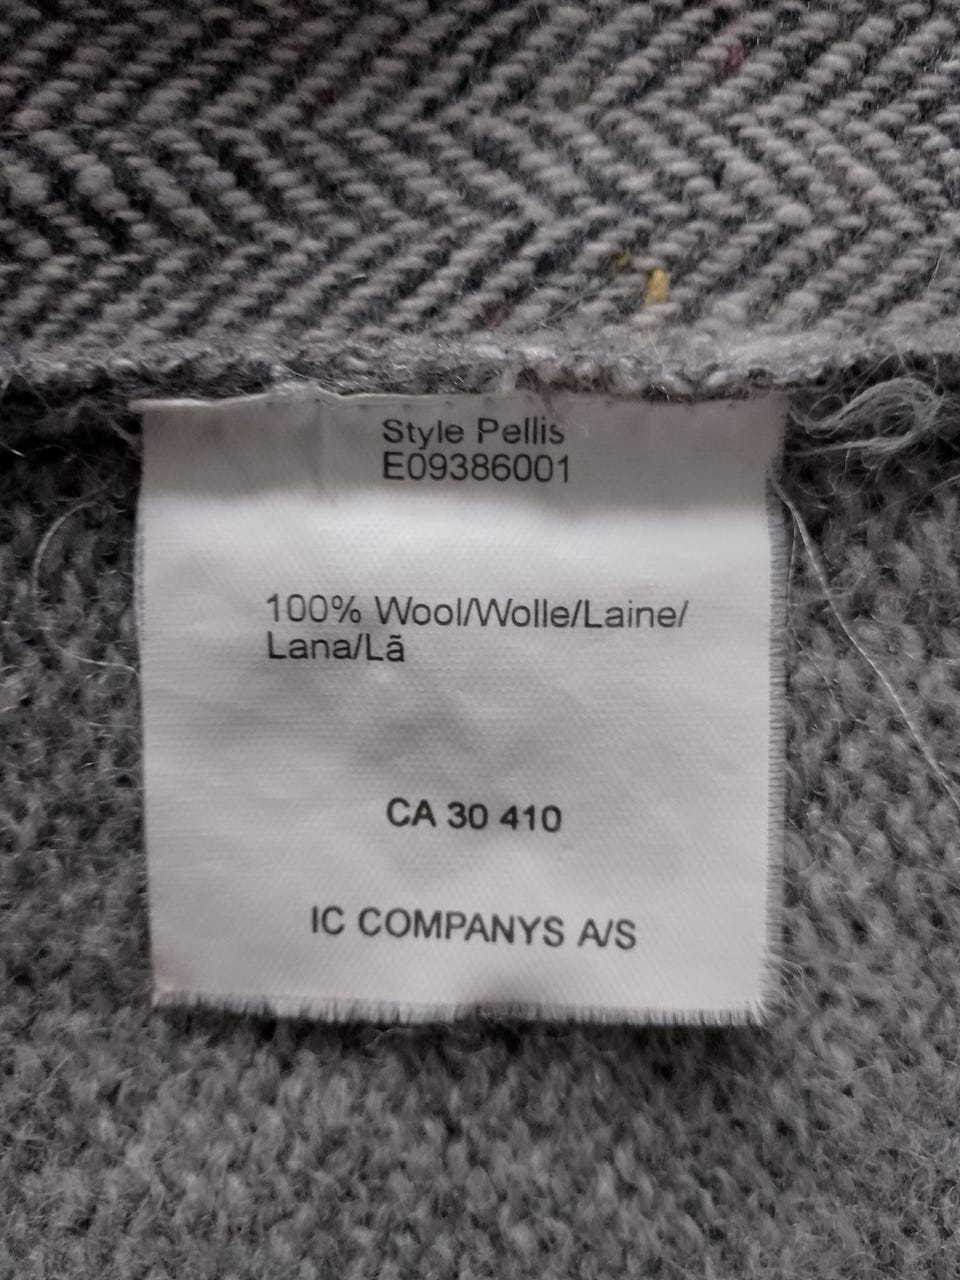 Style Pellis
E09386001
100% Wool/Wolle/Laine/
Lana/Lã
CA 30 410
IC COMPANYS A/S